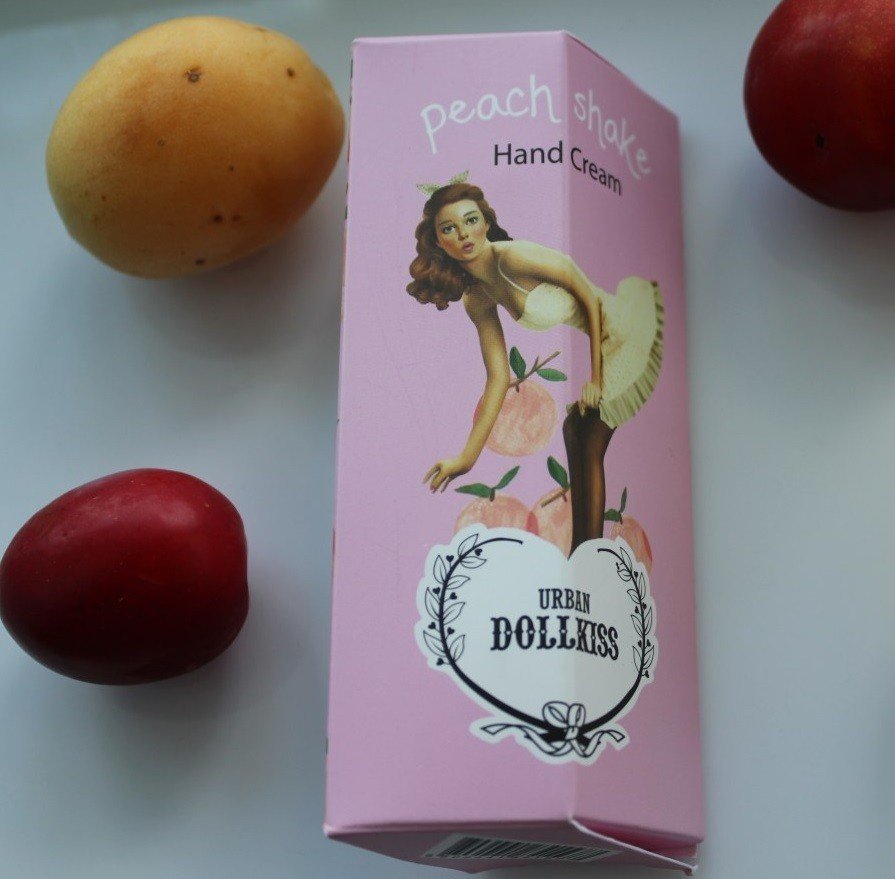 peach shake
Hand Cream
URBAN
DOLLKISS